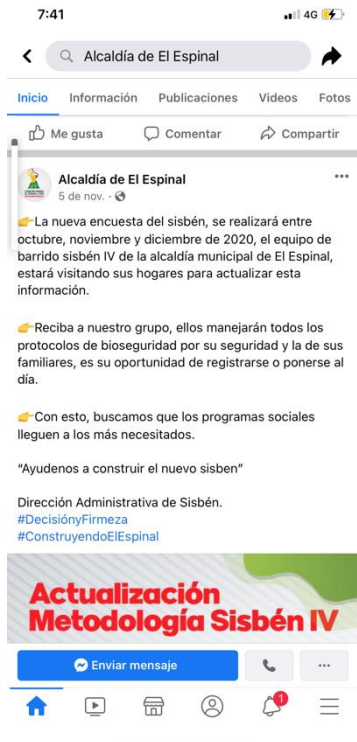 7:41
4G
Alcaldía de El Espinal
Inicio Información Publicaciones Videos Fotos
Me gusta Comentar Compartir
Alcaldía de El Espinal
5 de nov. ·
👉La nueva encuesta del sisbén, se realizará entre
octubre, noviembre y diciembre de 2020, el equipo de
barrido sisbén IV de la alcaldía municipal de El Espinal,
estará visitando sus hogares para actualizar esta
información.
👉Reciba a nuestro grupo, ellos manejarán todos los
protocolos de bioseguridad por su seguridad y la de sus
familiares, es su oportunidad de registrarse o ponerse al
día.
👉Con esto, buscamos que los programas sociales
lleguen a los más necesitados.
“Ayudenos a construir el nuevo sisben”
Dirección Administrativa de Sisbén.
#DecisiónyFirmeza
#ConstruyendoElEspinal
Actualización
Metodología Sisbén IV
Enviar mensaje
1